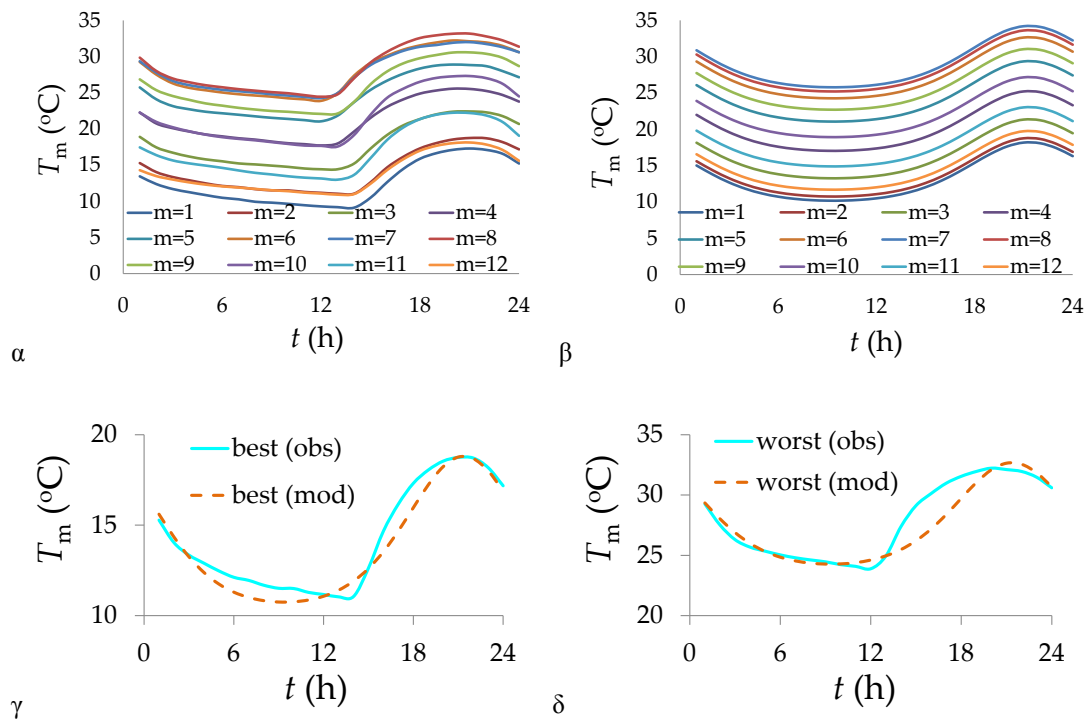 35
30
25
20
15
10
5
0
T_m (ºC)
m=1 m=2 m=3 m=4
m=5 m=6 m=7 m=8
m=9 m=10 m=11 m=12
0 6 12 18 24
t (h)
α
35
30
25
20
15
10
5
0
T_m (ºC)
m=1 m=2 m=3 m=4
m=5 m=6 m=7 m=8
m=9 m=10 m=11 m=12
0 6 12 18 24
t (h)
β
20
15
10
T_m (ºC)
best (obs)
best (mod)
0 6 12 18 24
t (h)
γ
35
30
25
20
T_m (ºC)
worst (obs)
worst (mod)
0 6 12 18 24
t (h)
δ